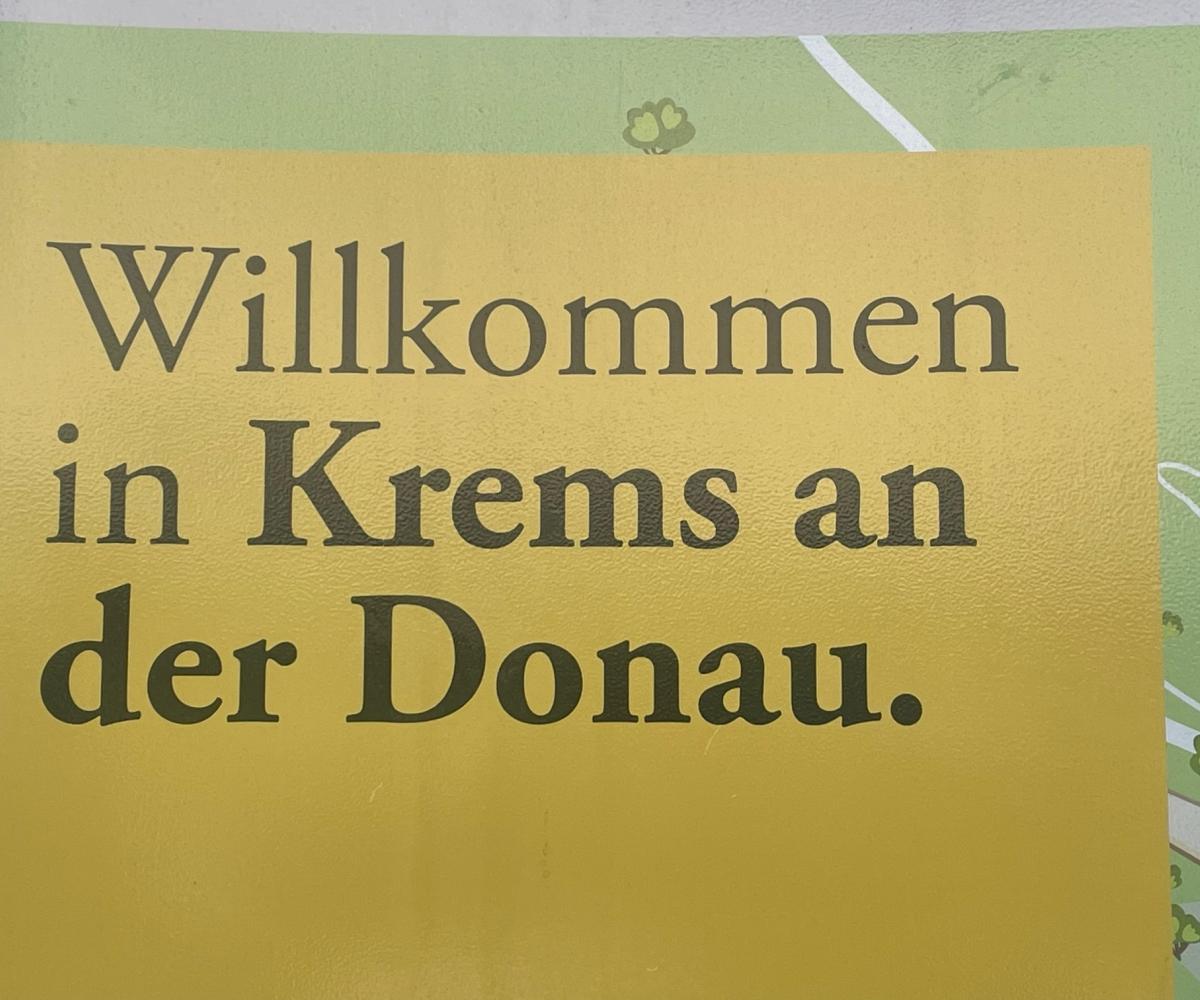 Willkommen
in Krems an
der Donau.